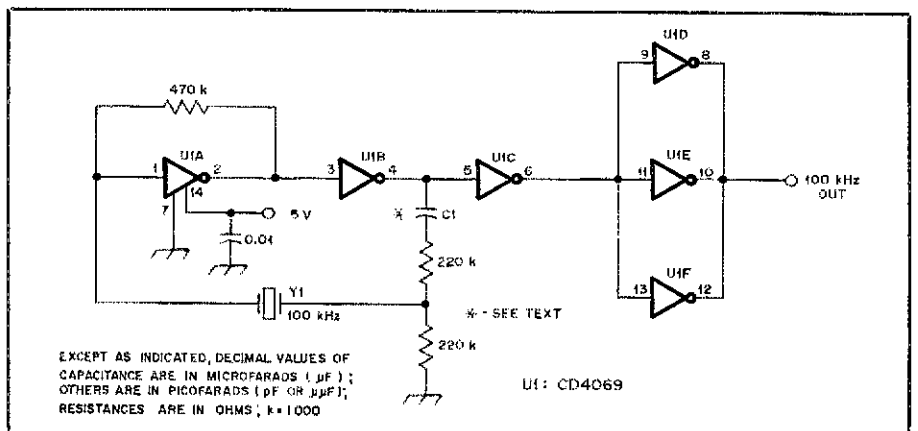 470 k
U1A
1
2
14
7
5 V
0.01
U1B
3
4
U1C
5
6
* C1
220 k
Y1
100 kHz
220 k
* - SEE TEXT
U1D
9
8
U1E
11
10
U1F
13
12
100 kHz
OUT
EXCEPT AS INDICATED, DECIMAL VALUES OF
CAPACITANCE ARE IN MICROFARADS ( µF ) ;
OTHERS ARE IN PICOFARADS ( pF OR µµF);
RESISTANCES ARE IN OHMS ; k=1000
U1: CD4069